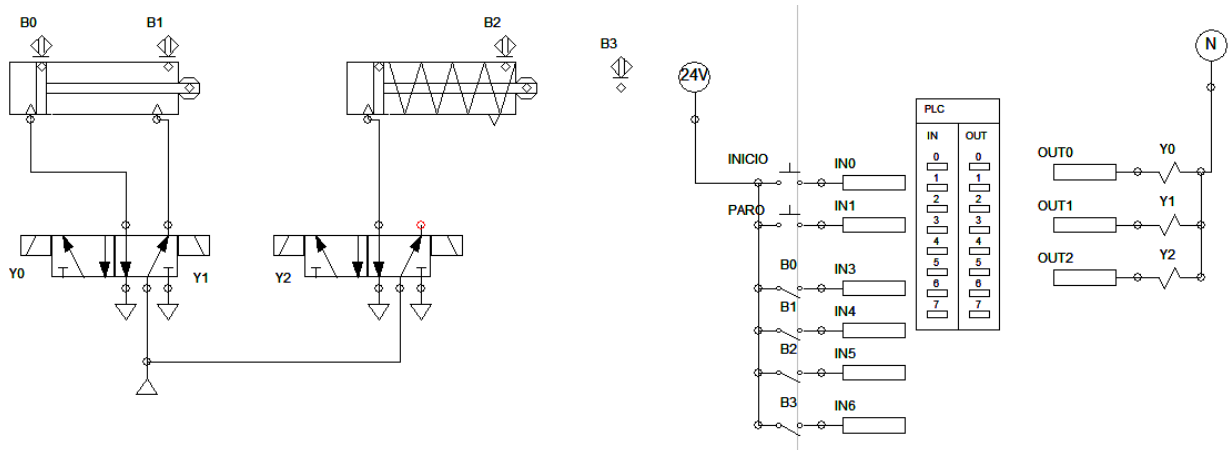 B0
B1
B2
B3
24V
N
Y0
Y1
Y2
INICIO
IN0
PARO
IN1
B0
IN3
B1
IN4
B2
IN5
B3
IN6
PLC
IN OUT
0 0
1 1
2 2
3 3
4 4
5 5
6 6
7 7
OUT0
Y0
OUT1
Y1
OUT2
Y2